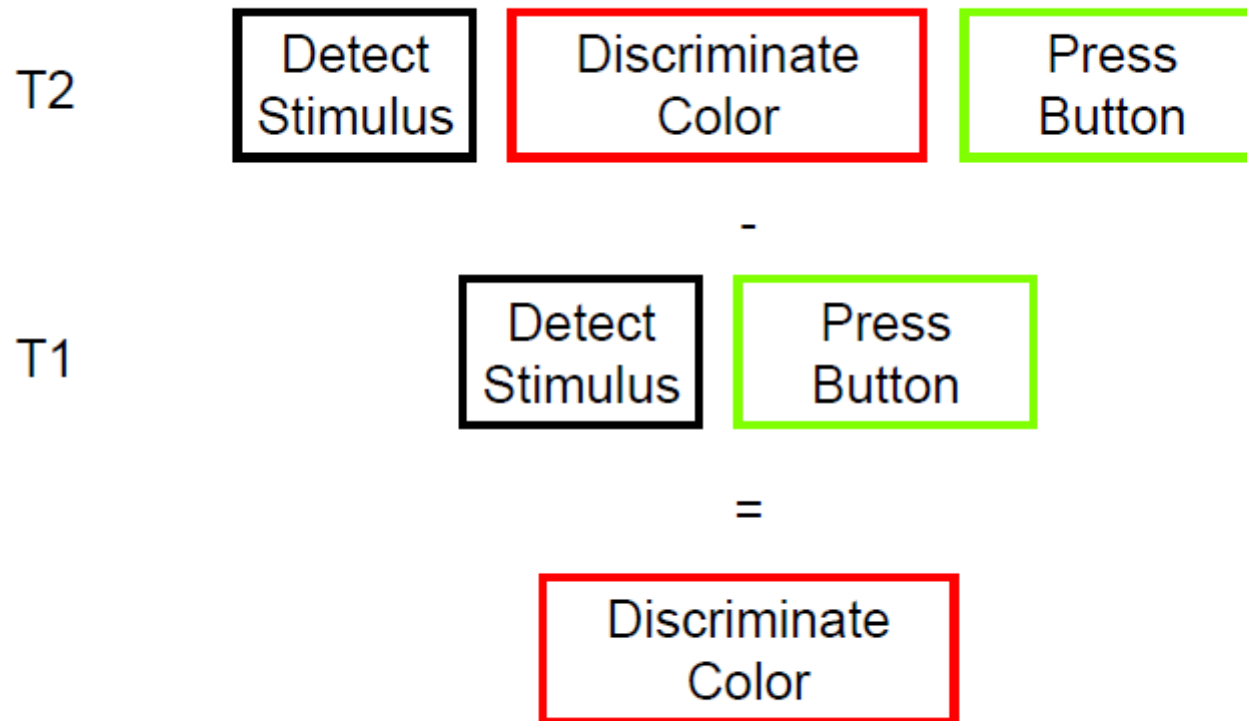 T2
Detect
Stimulus
Discriminate
Color
Press
Button
-
T1
Detect
Stimulus
Press
Button
=
Discriminate
Color